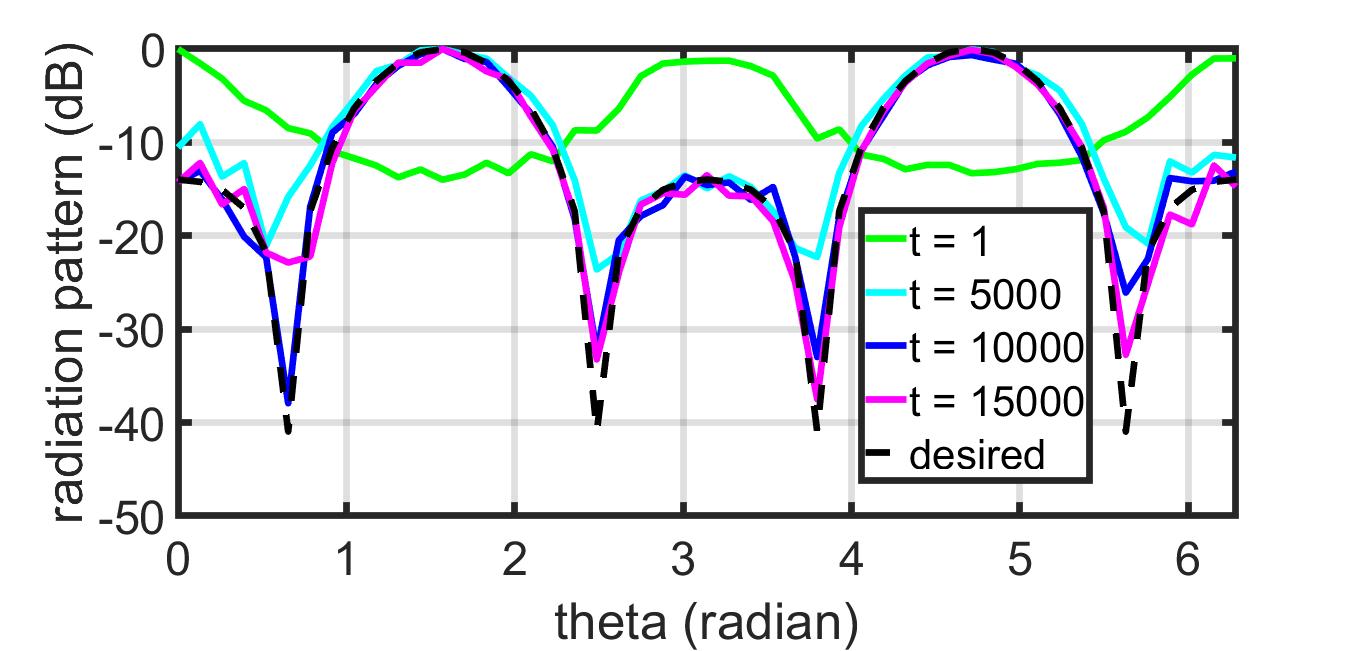 radiation pattern (dB)
0
-10
-20
-30
-40
-50
0 1 2 3 4 5 6
theta (radian)
t = 1
t = 5000
t = 10000
t = 15000
desired